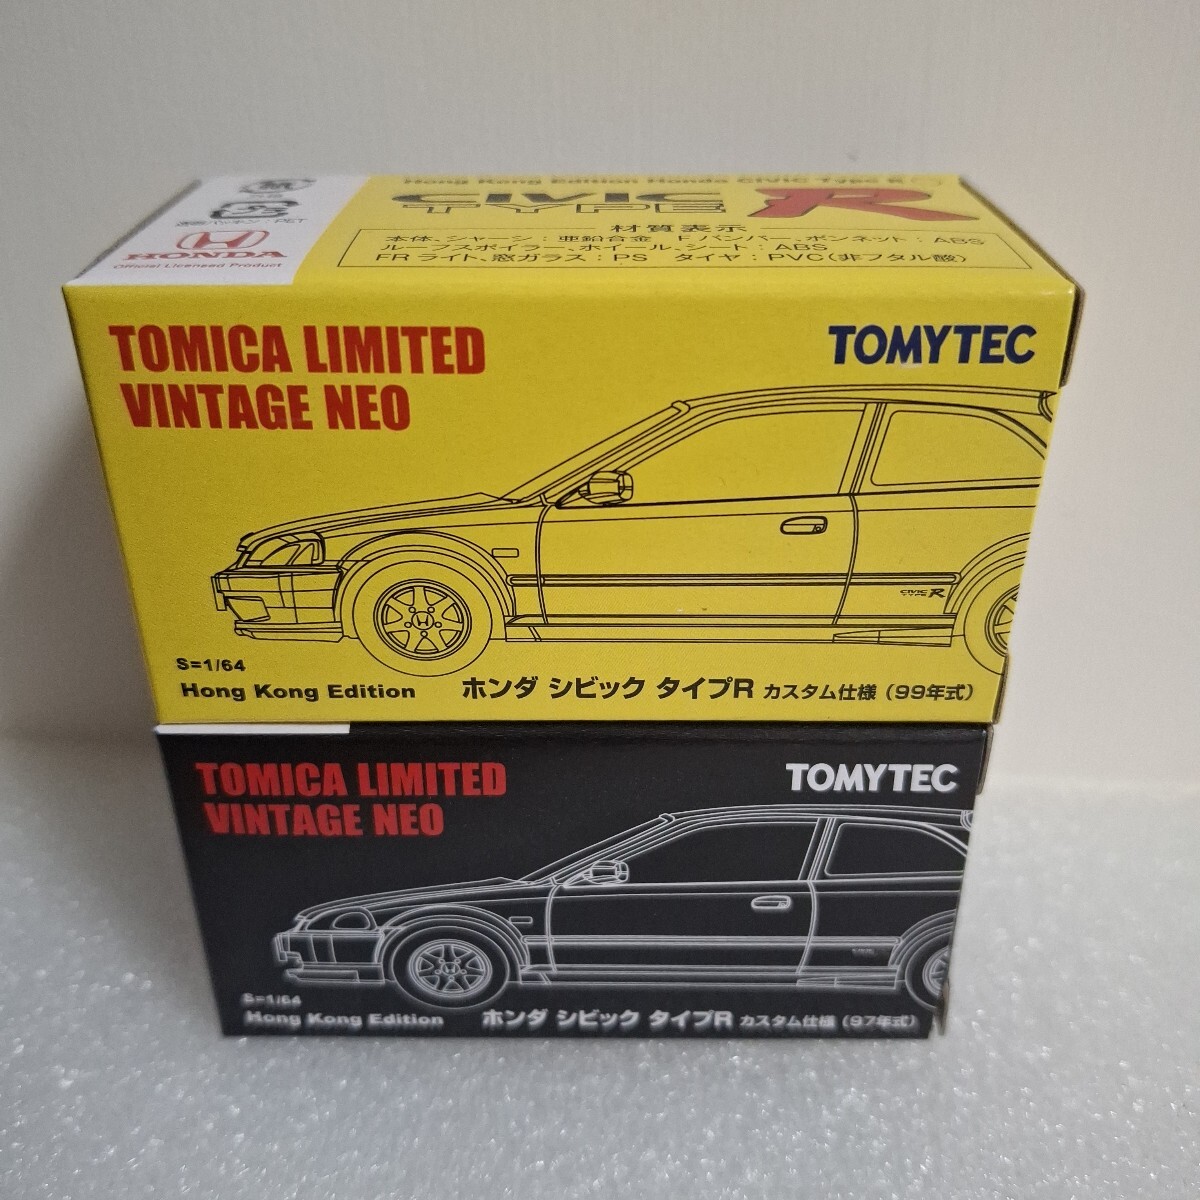 Hong Kong Edition Honda CIVIC Type R
CIVIC
TYPE R
材質表示
本体、シャーシ：亜鉛合金 Fバンパー、ボンネット：ABS
ルーフスポイラー、ホイール、シート：ABS
FRライト、窓ガラス：PS タイヤ：PVC(非フタル酸)
PET
HONDA
Official Licensed Product
TOMICA LIMITED
VINTAGE NEO
TOMYTEC
CIVIC
TYPE R
S=1/64
Hong Kong Edition ホンダ シビック タイプR カスタム仕様 (99年式)
TOMICA LIMITED
VINTAGE NEO
TOMYTEC
S=1/64
Hong Kong Edition ホンダ シビック タイプR カスタム仕様 (97年式)